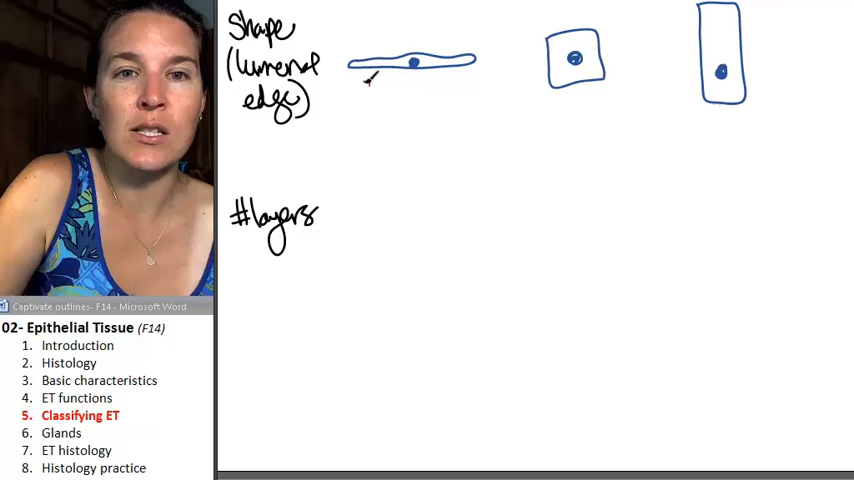 Shape
(lumenal
edge)
#layers
Captivate outlines- F14 - Microsoft Word
02- Epithelial Tissue (F14)
1. Introduction
2. Histology
3. Basic characteristics
4. ET functions
5. Classifying ET
6. Glands
7. ET histology
8. Histology practice